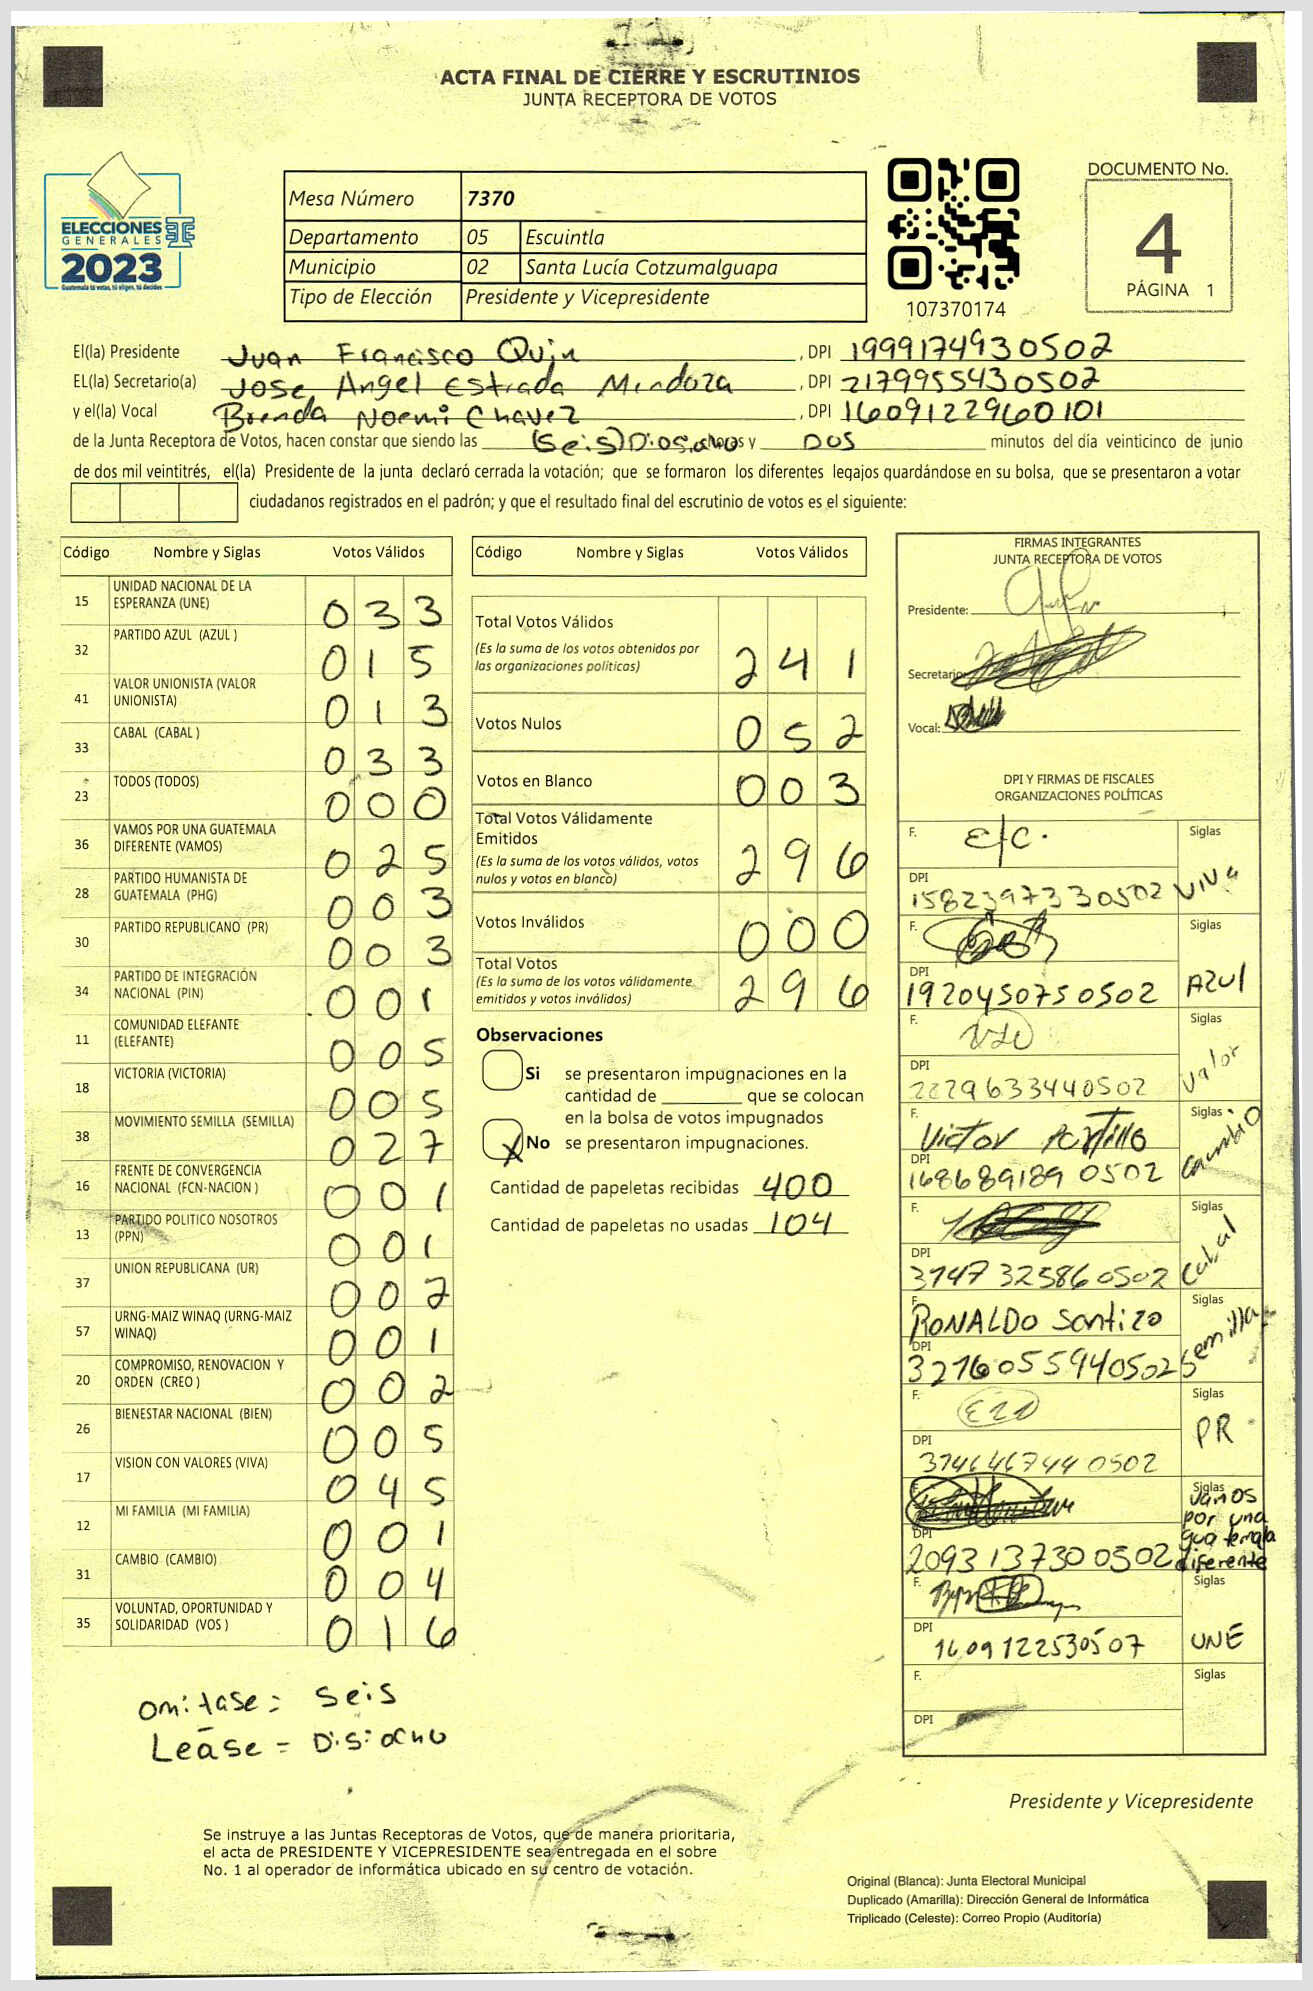 ACTA FINAL DE CIERRE Y ESCRUTINIOS
JUNTA RECEPTORA DE VOTOS
ELECCIONES
GENERALES
2023
Guatemala tú votas, tú eliges, tú decides
Mesa Número 7370
Departamento 05 Escuintla
Municipio 02 Santa Lucía Cotzumalguapa
Tipo de Elección Presidente y Vicepresidente
107370174
DOCUMENTO No.
4
PÁGINA 1
El(la) Presidente Juan Francisco Quin, DPI 1999174930502
EL(la) Secretario(a) Jose Angel Estrada Mendoza, DPI 2179955430502
y el(la) Vocal Brenda Noemi Chavez, DPI 1609122960101
de la Junta Receptora de Votos, hacen constar que siendo las (seis) horas y DOS minutos del día veinticinco de junio
de dos mil veintitrés, el(la) Presidente de la junta declaró cerrada la votación; que se formaron los diferentes legajos guardándose en su bolsa, que se presentaron a votar
ciudadanos registrados en el padrón; y que el resultado final del escrutinio de votos es el siguiente:
Código Nombre y Siglas Votos Válidos
15 UNIDAD NACIONAL DE LA ESPERANZA (UNE) 033
32 PARTIDO AZUL (AZUL ) 015
41 VALOR UNIONISTA (VALOR UNIONISTA) 013
33 CABAL (CABAL ) 033
23 TODOS (TODOS) 000
36 VAMOS POR UNA GUATEMALA DIFERENTE (VAMOS) 025
28 PARTIDO HUMANISTA DE GUATEMALA (PHG) 003
30 PARTIDO REPUBLICANO (PR) 003
34 PARTIDO DE INTEGRACIÓN NACIONAL (PIN) 001
11 COMUNIDAD ELEFANTE (ELEFANTE) 005
18 VICTORIA (VICTORIA) 005
38 MOVIMIENTO SEMILLA (SEMILLA) 027
16 FRENTE DE CONVERGENCIA NACIONAL (FCN-NACION ) 001
13 PARTIDO POLITICO NOSOTROS (PPN) 001
37 UNION REPUBLICANA (UR) 002
57 URNG-MAIZ WINAQ (URNG-MAIZ WINAQ) 001
20 COMPROMISO, RENOVACION Y ORDEN (CREO ) 002
26 BIENESTAR NACIONAL (BIEN) 005
17 VISION CON VALORES (VIVA) 045
12 MI FAMILIA (MI FAMILIA) 001
31 CAMBIO (CAMBIO) 004
35 VOLUNTAD, OPORTUNIDAD Y SOLIDARIDAD (VOS ) 016
omitase = seis
Lease = Disiocho
Código Nombre y Siglas Votos Válidos
Total Votos Válidos 241
(Es la suma de los votos obtenidos por
las organizaciones políticas)
Votos Nulos 052
Votos en Blanco 003
Total Votos Válidamente
Emitidos 296
(Es la suma de los votos válidos, votos
nulos y votos en blanco)
Votos Inválidos 000
Total Votos 296
(Es la suma de los votos válidamente
emitidos y votos inválidos)
Observaciones
Si se presentaron impugnaciones en la
cantidad de ________ que se colocan
en la bolsa de votos impugnados
X No se presentaron impugnaciones.
Cantidad de papeletas recibidas 400
Cantidad de papeletas no usadas 104
FIRMAS INTEGRANTES
JUNTA RECEPTORA DE VOTOS
Presidente:
Secretario:
Vocal:
DPI Y FIRMAS DE FISCALES
ORGANIZACIONES POLÍTICAS
F. Siglas
DPI 1582397330502 VIVa
F. Siglas
DPI 1920450750502 AZUl
F. Siglas
DPI 2229633440502 Valor
F. Victor Portillo Siglas
DPI 1686891890502 Cambio
F. Siglas
DPI 3147325860502 Cabal
F. RONALDO Santizo Siglas
DPI 3216055940502 Semilla
F. Siglas
DPI 3746467440502 PR
F. Siglas
DPI 2093137300502 vamos por una guatemala diferente
F. Siglas
DPI 1609122530507 UNE
F. Siglas
DPI
Presidente y Vicepresidente
Se instruye a las Juntas Receptoras de Votos, que de manera prioritaria,
el acta de PRESIDENTE Y VICEPRESIDENTE sea entregada en el sobre
No. 1 al operador de informática ubicado en su centro de votación.
Original (Blanca): Junta Electoral Municipal
Duplicado (Amarilla): Dirección General de Informática
Triplicado (Celeste): Correo Propio (Auditoría)